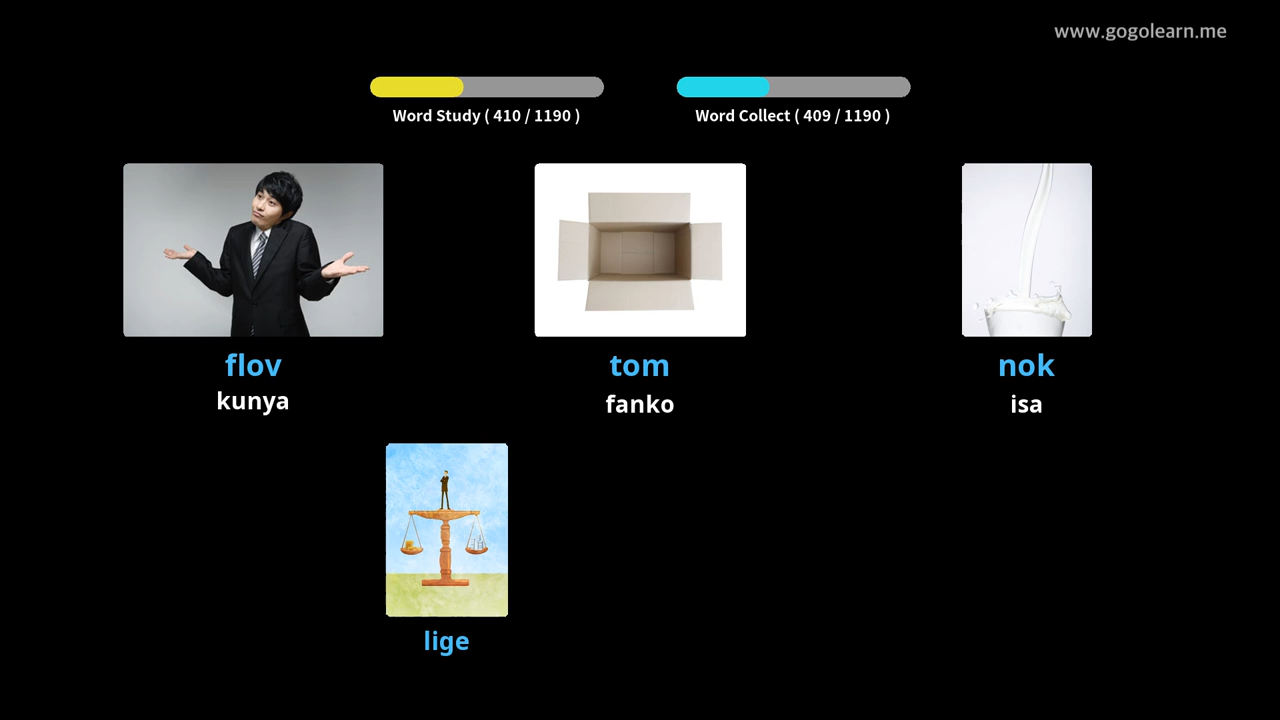 www.gogolearn.me
Word Study ( 410 / 1190 )
Word Collect ( 409 / 1190 )
flov
kunya
tom
fanko
nok
isa
lige